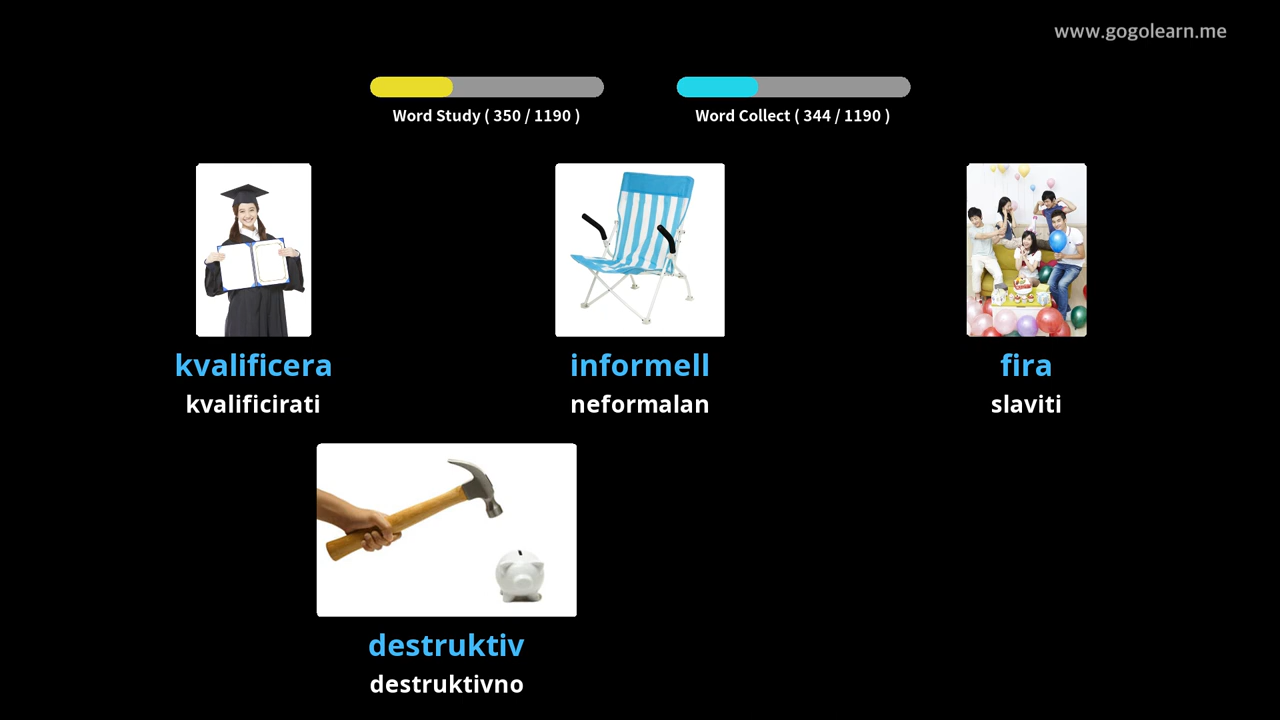 www.gogolearn.me
Word Study ( 350 / 1190 )
Word Collect ( 344 / 1190 )
kvalificera
kvalificirati
informell
neformalan
fira
slaviti
destruktiv
destruktivno